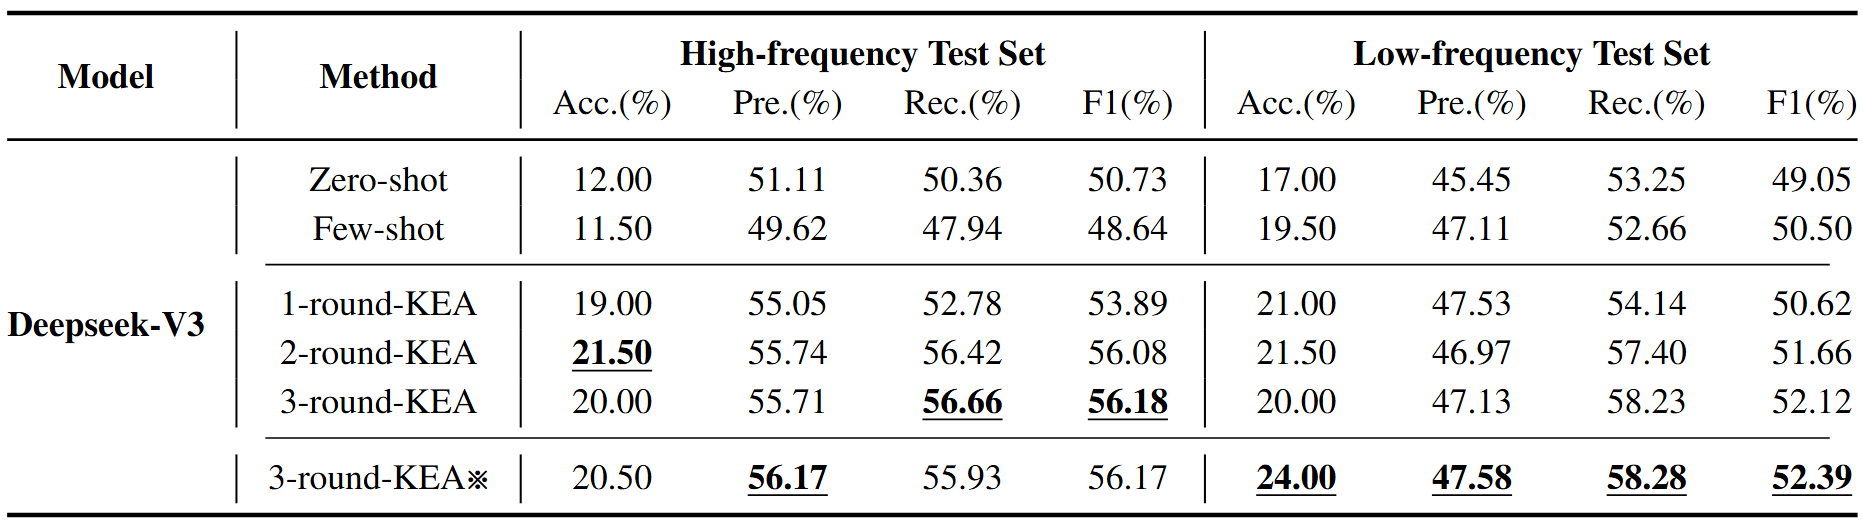 Model Method High-frequency Test Set Low-frequency Test Set
Acc.(%) Pre.(%) Rec.(%) F1(%) Acc.(%) Pre.(%) Rec.(%) F1(%)
Zero-shot 12.00 51.11 50.36 50.73 17.00 45.45 53.25 49.05
Few-shot 11.50 49.62 47.94 48.64 19.50 47.11 52.66 50.50
Deepseek-V3
1-round-KEA 19.00 55.05 52.78 53.89 21.00 47.53 54.14 50.62
2-round-KEA 21.50 55.74 56.42 56.08 21.50 46.97 57.40 51.66
3-round-KEA 20.00 55.71 56.66 56.18 20.00 47.13 58.23 52.12
3-round-KEA※ 20.50 56.17 55.93 56.17 24.00 47.58 58.28 52.39